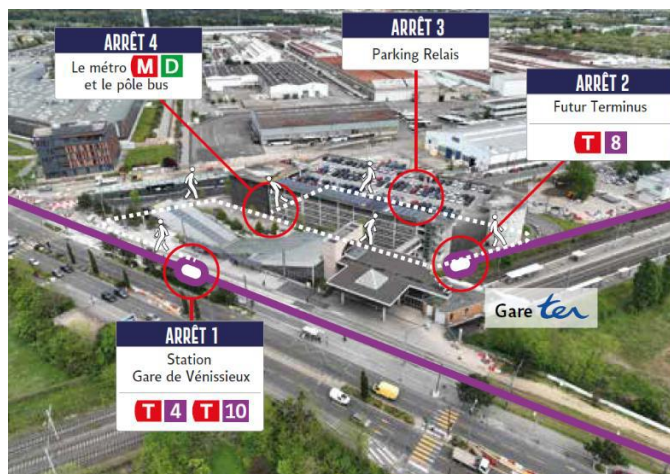 ARRÊT 4
Le métro M D
et le pôle bus
ARRÊT 3
Parking Relais
ARRÊT 2
Futur Terminus
T 8
Gare ter
ARRÊT 1
Station
Gare de Vénissieux
T 4 T 10